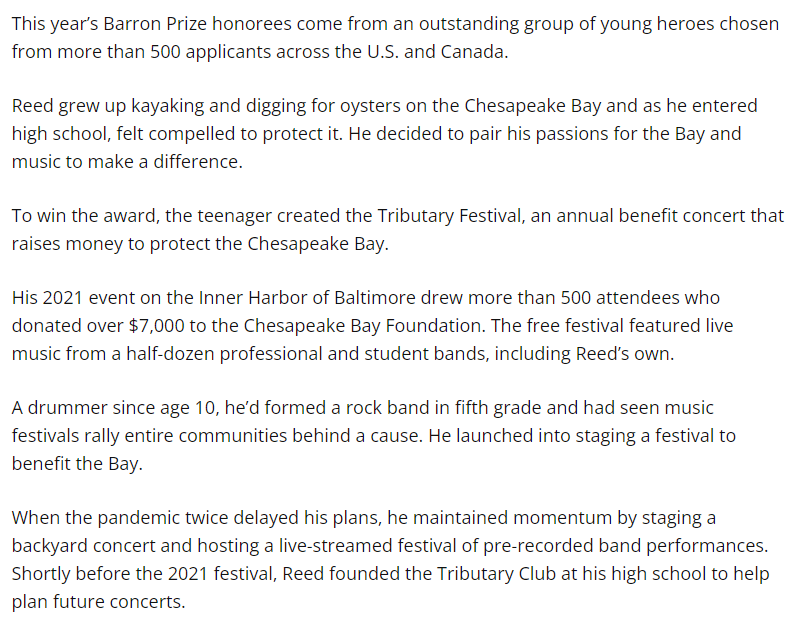 This year’s Barron Prize honorees come from an outstanding group of young heroes chosen
from more than 500 applicants across the U.S. and Canada.
Reed grew up kayaking and digging for oysters on the Chesapeake Bay and as he entered
high school, felt compelled to protect it. He decided to pair his passions for the Bay and
music to make a difference.
To win the award, the teenager created the Tributary Festival, an annual benefit concert that
raises money to protect the Chesapeake Bay.
His 2021 event on the Inner Harbor of Baltimore drew more than 500 attendees who
donated over $7,000 to the Chesapeake Bay Foundation. The free festival featured live
music from a half-dozen professional and student bands, including Reed’s own.
A drummer since age 10, he’d formed a rock band in fifth grade and had seen music
festivals rally entire communities behind a cause. He launched into staging a festival to
benefit the Bay.
When the pandemic twice delayed his plans, he maintained momentum by staging a
backyard concert and hosting a live-streamed festival of pre-recorded band performances.
Shortly before the 2021 festival, Reed founded the Tributary Club at his high school to help
plan future concerts.